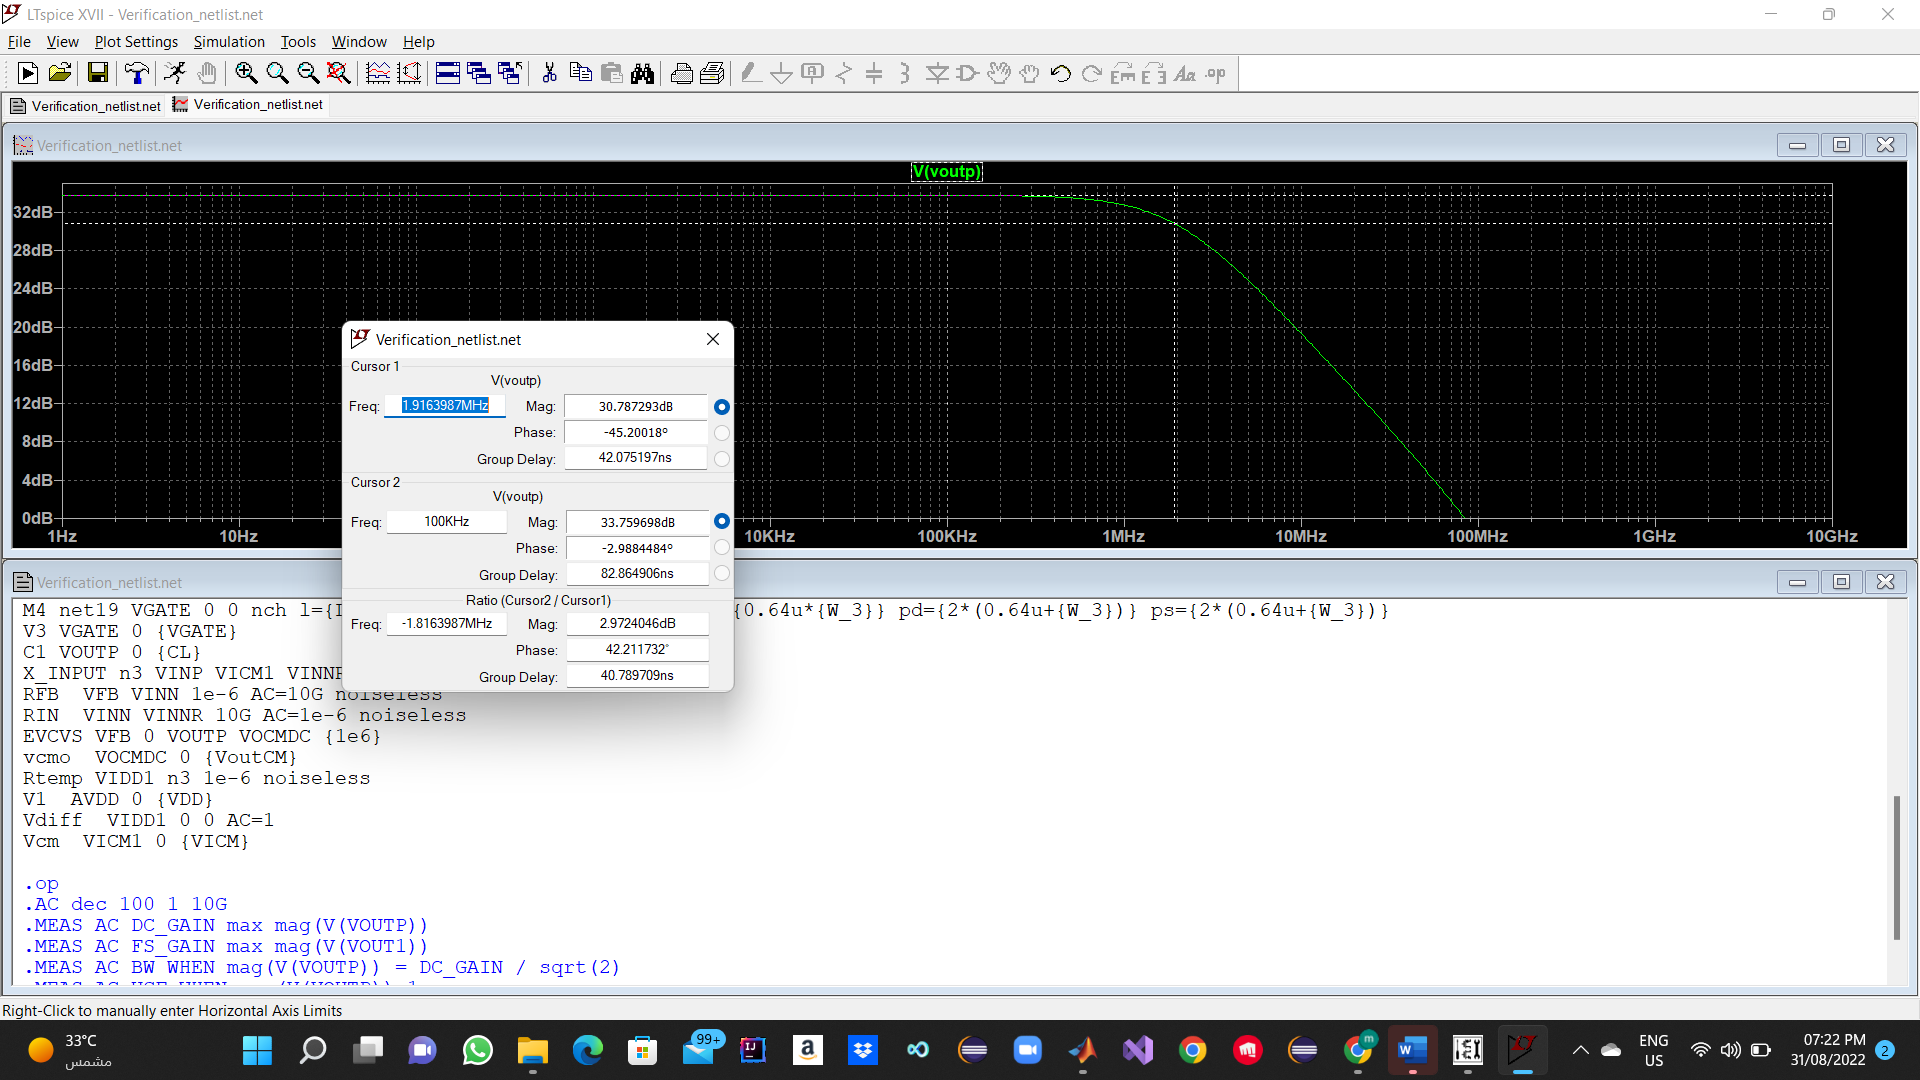 LTspice XVII - Verification_netlist.net
File View Plot Settings Simulation Tools Window Help
Verification_netlist.net Verification_netlist.net
Verification_netlist.net
V(voutp)
32dB
28dB
24dB
20dB
16dB
12dB
8dB
4dB
0dB
1Hz 10Hz 10KHz 100KHz 1MHz 10MHz 100MHz 1GHz 10GHz
Verification_netlist.net
Cursor 1
V(voutp)
Freq: 1.9163987MHz Mag: 30.787293dB
Phase: -45.20018°
Group Delay: 42.075197ns
Cursor 2
V(voutp)
Freq: 100KHz Mag: 33.759698dB
Phase: -2.9884484°
Group Delay: 82.864906ns
Ratio (Cursor2 / Cursor1)
Freq: -1.8163987MHz Mag: 2.9724046dB
Phase: 42.211732°
Group Delay: 40.789709ns
Verification_netlist.net
M4 net19 VGATE 0 0 nch l={ {0.64u*{W_3}} pd={2*(0.64u+{W_3})} ps={2*(0.64u+{W_3})}
V3 VGATE 0 {VGATE}
C1 VOUTP 0 {CL}
X_INPUT n3 VINP VICM1 VINNR
RFB VFB VINN 1e-6 AC=10G noiseless
RIN VINN VINNR 10G AC=1e-6 noiseless
EVCVS VFB 0 VOUTP VOCMDC {1e6}
vcmo VOCMDC 0 {VoutCM}
Rtemp VIDD1 n3 1e-6 noiseless
V1 AVDD 0 {VDD}
Vdiff VIDD1 0 0 AC=1
Vcm VICM1 0 {VICM}
.op
.AC dec 100 1 10G
.MEAS AC DC_GAIN max mag(V(VOUTP))
.MEAS AC FS_GAIN max mag(V(VOUT1))
.MEAS AC BW WHEN mag(V(VOUTP)) = DC_GAIN / sqrt(2)
Right-Click to manually enter Horizontal Axis Limits
33°C
مشمس
99+
ENG
US
07:22 PM
31/08/2022
2